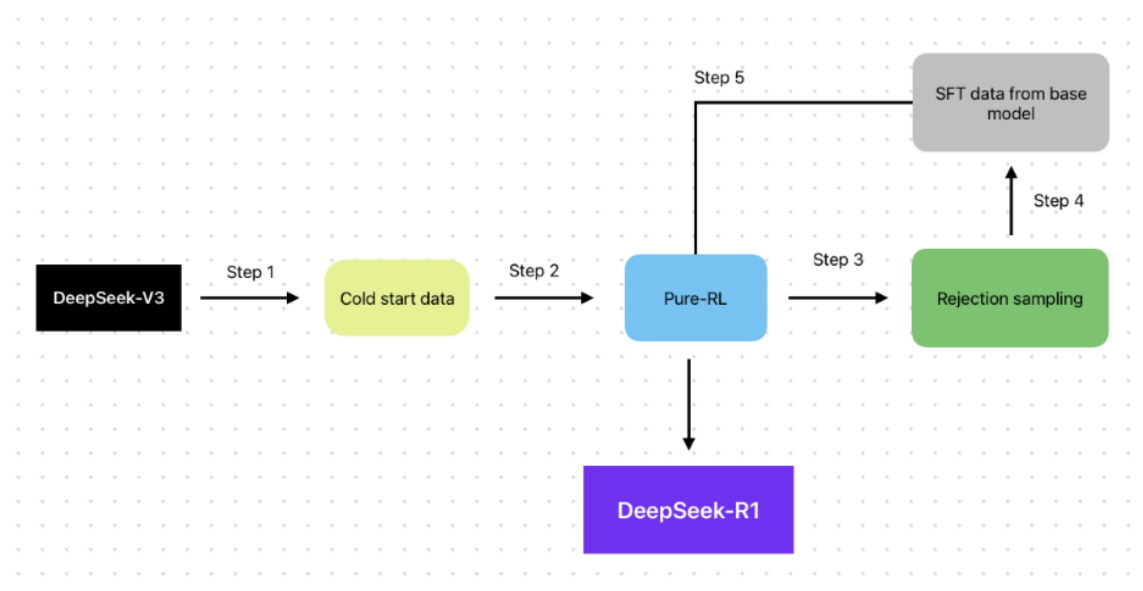 Step 5
SFT data from base
model
Step 4
DeepSeek-V3
Step 1
Cold start data
Step 2
Pure-RL
Step 3
Rejection sampling
DeepSeek-R1